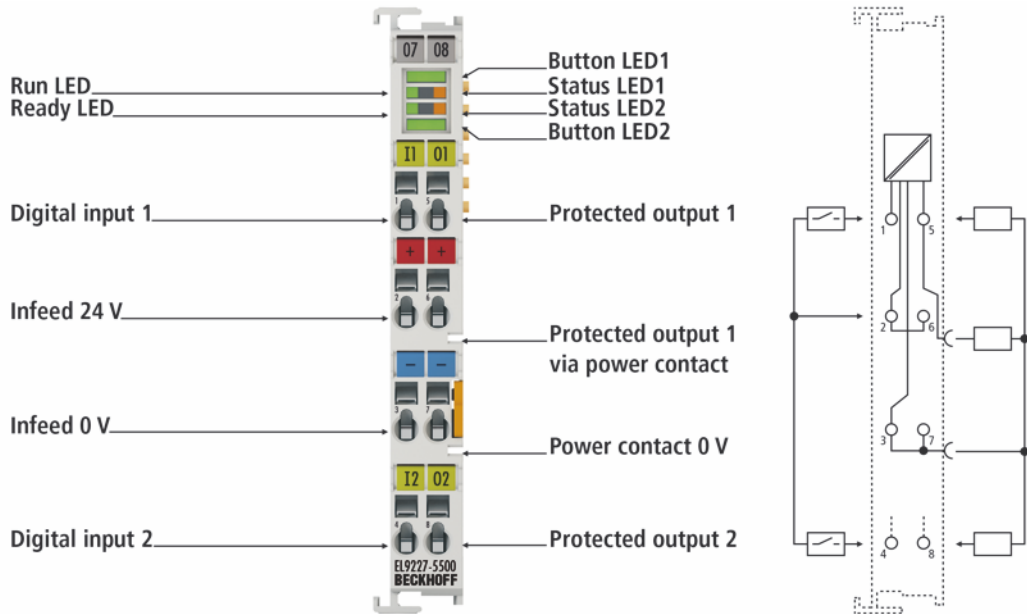 07 08
Button LED1
Run LED
Status LED1
Ready LED
Status LED2
Button LED2
I1 O1
1 5
Digital input 1
Protected output 1
+ +
2 6
Infeed 24 V
Protected output 1
via power contact
− −
3 7
Infeed 0 V
Power contact 0 V
I2 O2
4 8
Digital input 2
Protected output 2
EL9227-5500
BECKHOFF
1 5
2 6
3 7
4 8